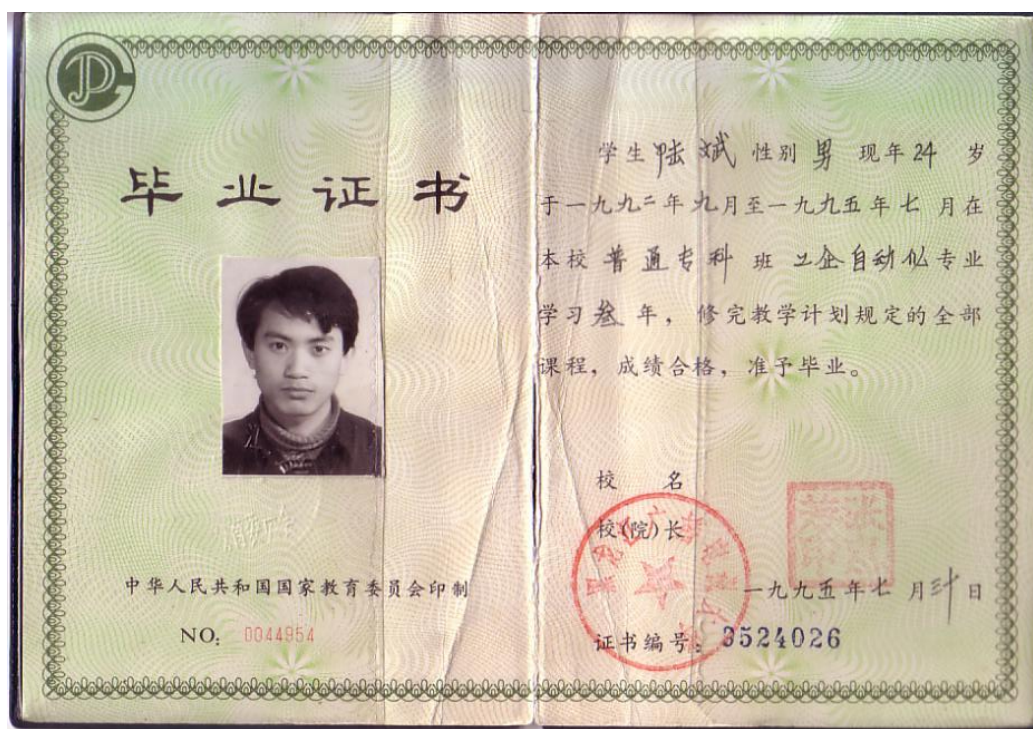 毕业证书
中华人民共和国国家教育委员会印制
NO: 0044954
学生 陆斌 性别 男 现年 24 岁
于一九九二年九月至一九九五年七月在
本校 普通专科 班 工企自动化专业
学习叁年，修完教学计划规定的全部
课程，成绩合格，准予毕业。
校 名
校(院)长
一九九五年七月 日
证书编号: 9524026